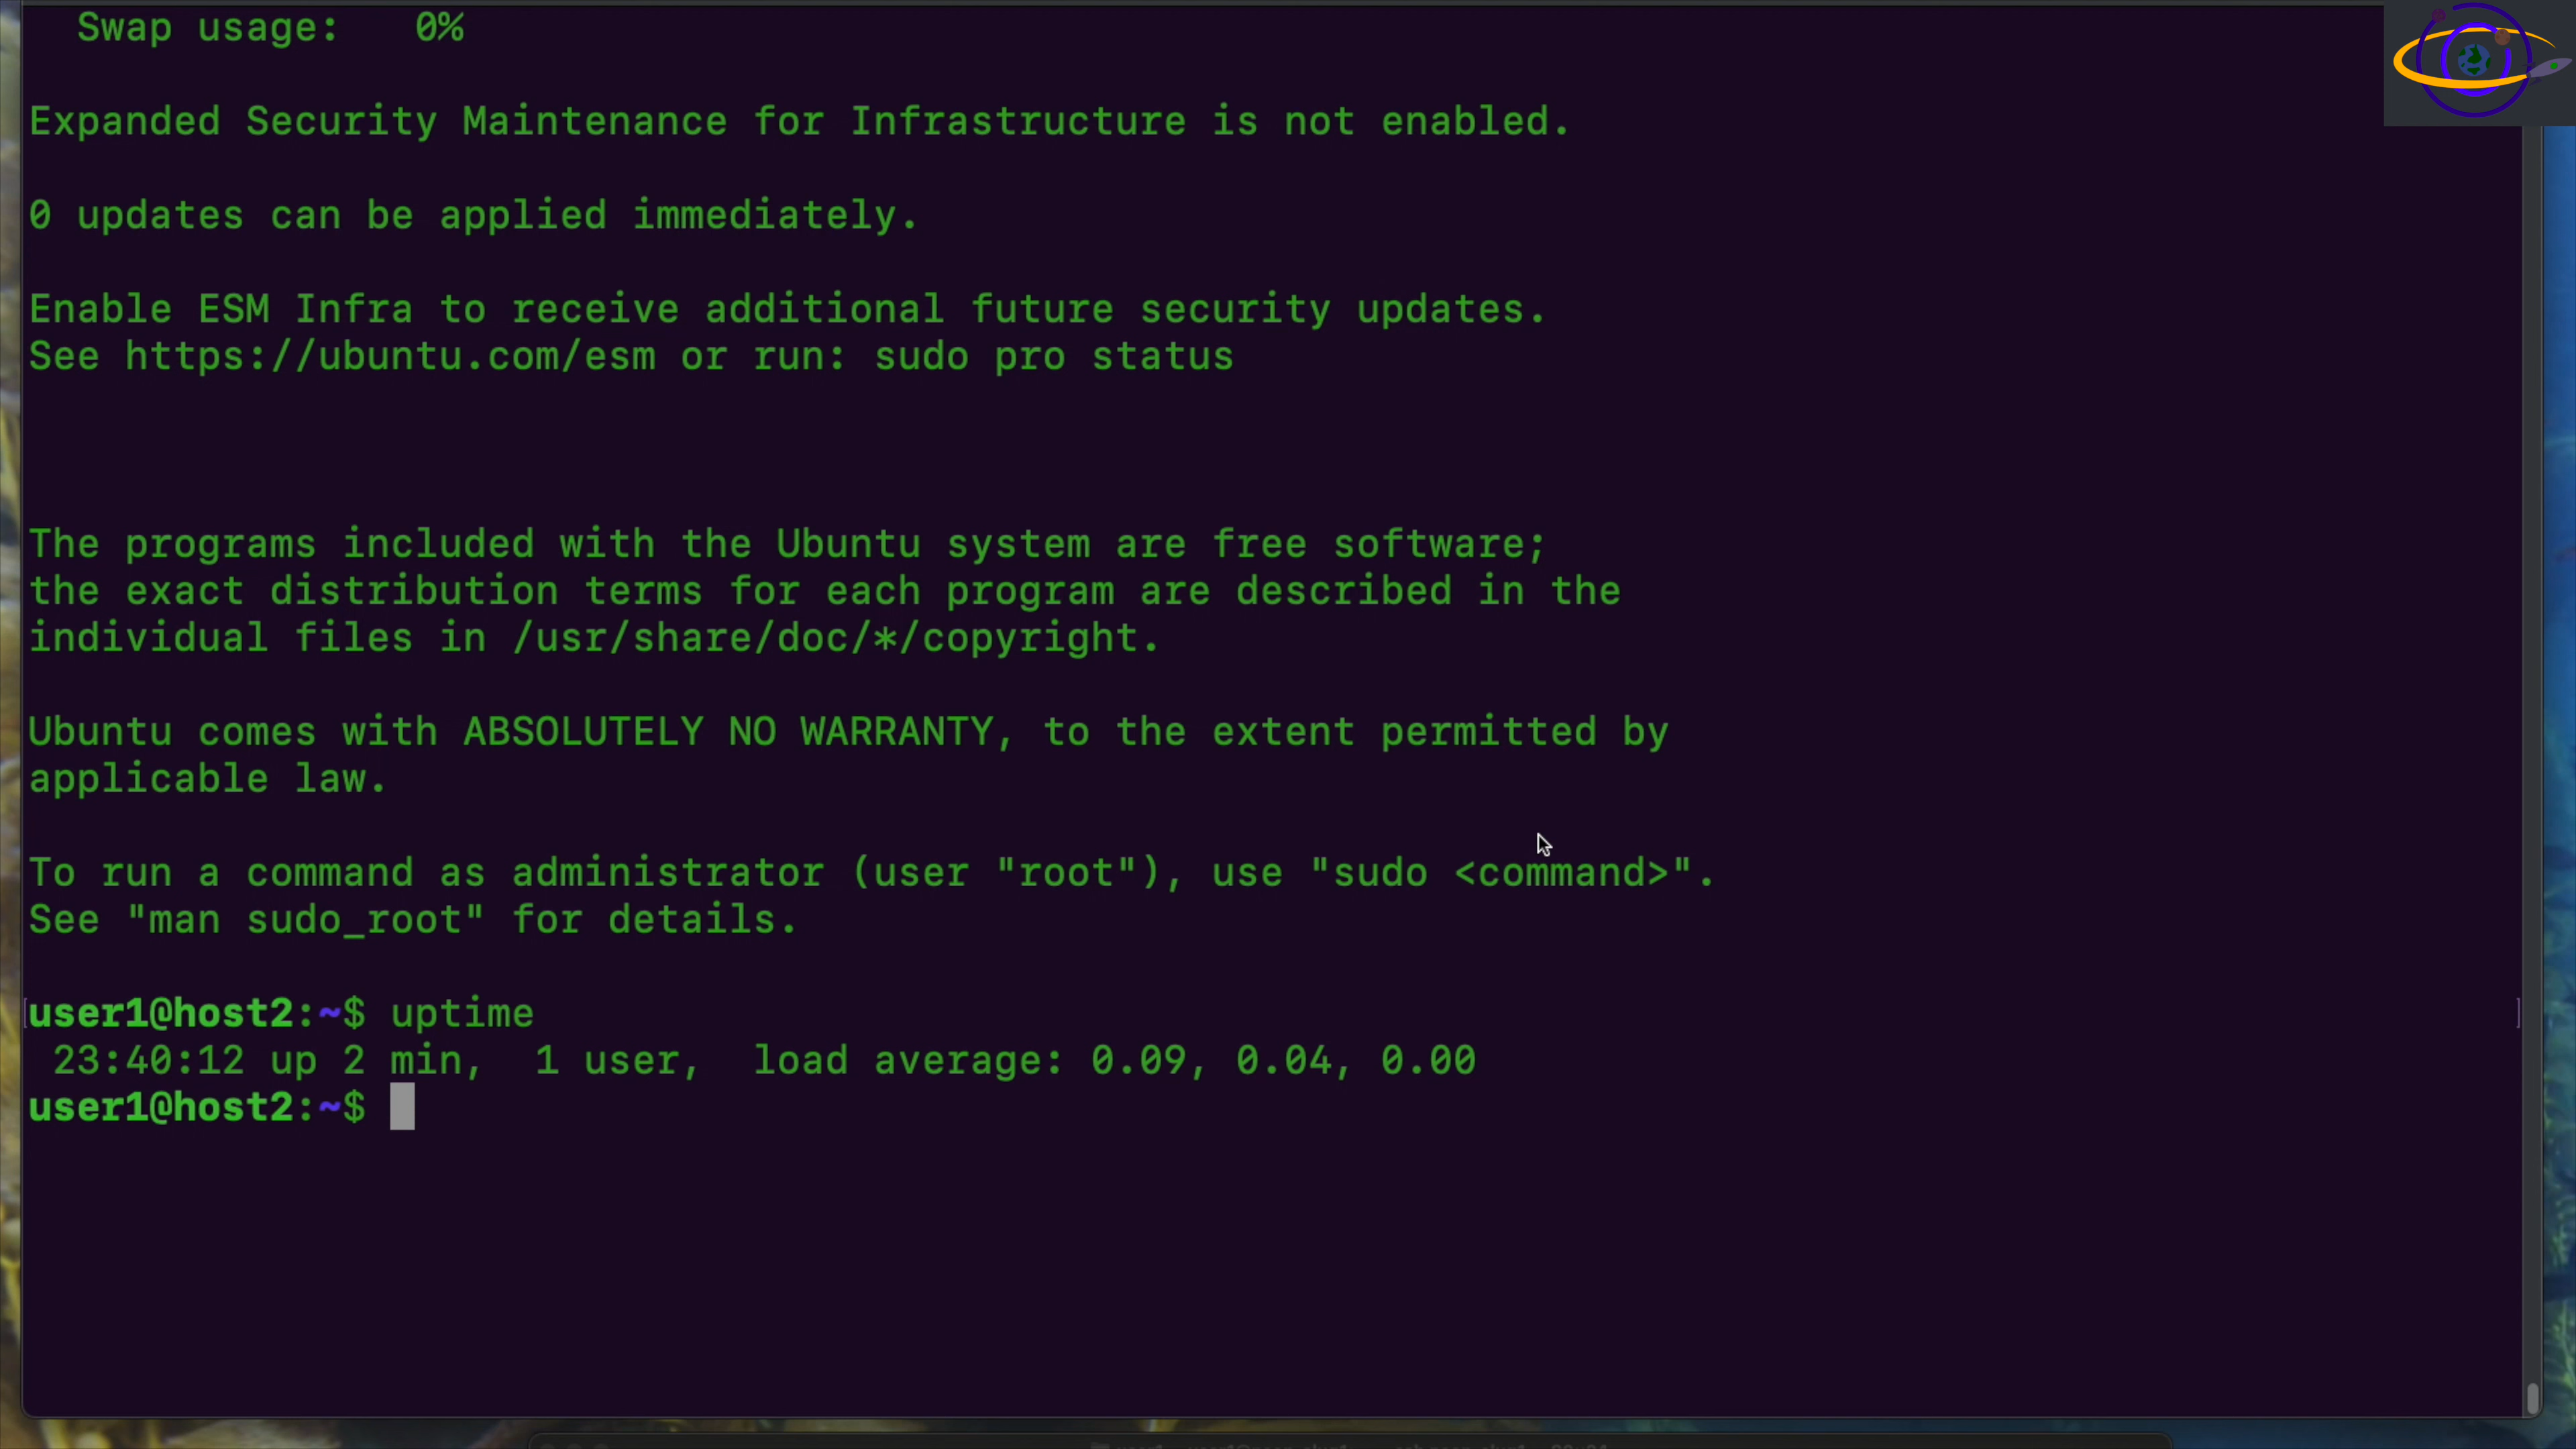 Swap usage: 0%
Expanded Security Maintenance for Infrastructure is not enabled.
0 updates can be applied immediately.
Enable ESM Infra to receive additional future security updates.
See https://ubuntu.com/esm or run: sudo pro status
The programs included with the Ubuntu system are free software;
the exact distribution terms for each program are described in the
individual files in /usr/share/doc/*/copyright.
Ubuntu comes with ABSOLUTELY NO WARRANTY, to the extent permitted by
applicable law.
To run a command as administrator (user "root"), use "sudo <command>".
See "man sudo_root" for details.
user1@host2:~$ uptime
23:40:12 up 2 min, 1 user, load average: 0.09, 0.04, 0.00
user1@host2:~$